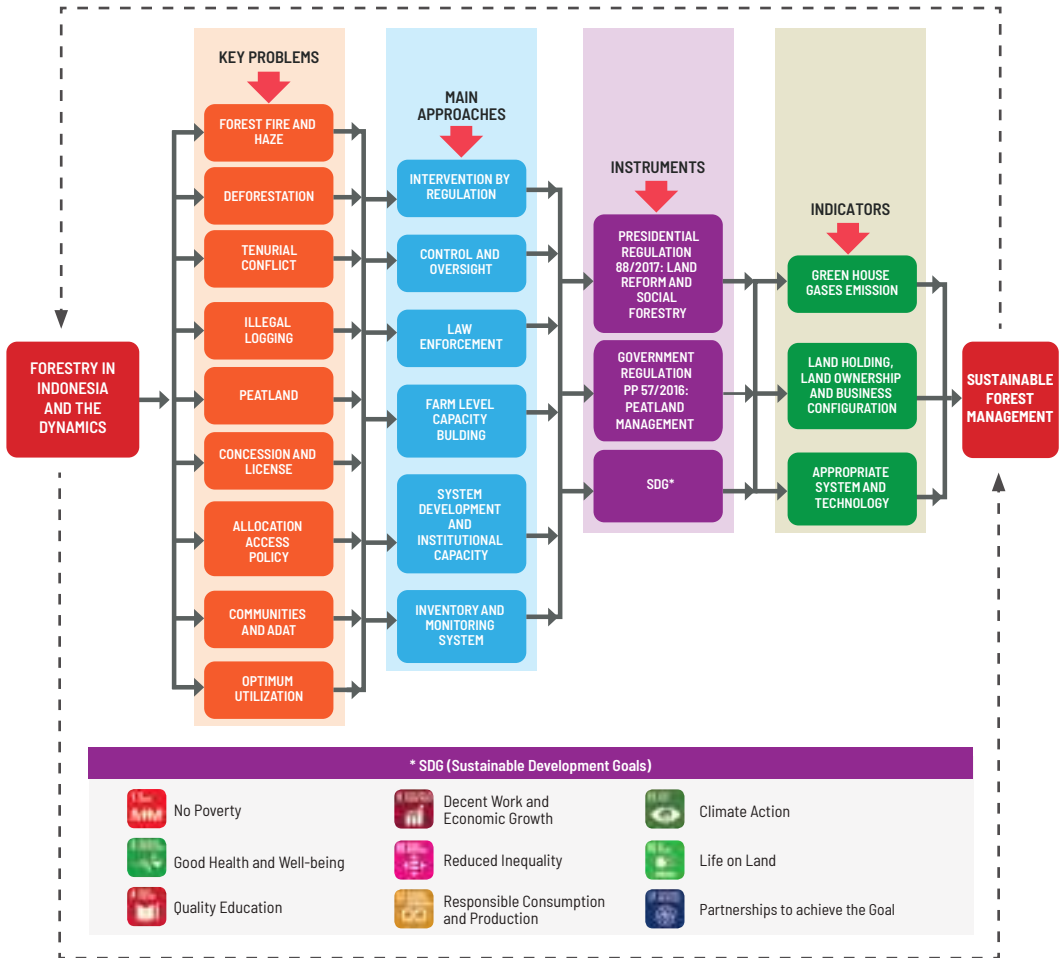 KEY PROBLEMS
FOREST FIRE AND
HAZE
DEFORESTATION
TENURIAL
CONFLICT
ILLEGAL
LOGGING
PEATLAND
CONCESSION AND
LICENSE
ALLOCATION
ACCESS
POLICY
COMMUNITIES
AND ADAT
OPTIMUM
UTILIZATION
FORESTRY IN
INDONESIA
AND THE
DYNAMICS
MAIN
APPROACHES
INTERVENTION BY
REGULATION
CONTROL AND
OVERSIGHT
LAW
ENFORCEMENT
FARM LEVEL
CAPACITY
BULDING
SYSTEM
DEVELOPMENT
AND
INSTITUTIONAL
CAPACITY
INVENTORY AND
MONITORING
SYSTEM
INSTRUMENTS
PRESIDENTIAL
REGULATION
88/2017: LAND
REFORM AND
SOCIAL
FORESTRY
GOVERNMENT
REGULATION
PP 57/2016:
PEATLAND
MANAGEMENT
SDG*
INDICATORS
GREEN HOUSE
GASES EMISSION
LAND HOLDING,
LAND OWNERSHIP
AND BUSINESS
CONFIGURATION
APPROPRIATE
SYSTEM AND
TECHNOLOGY
SUSTAINABLE
FOREST
MANAGEMENT
* SDG (Sustainable Development Goals)
No Poverty
Good Health and Well-being
Quality Education
Decent Work and
Economic Growth
Reduced Inequality
Responsible Consumption
and Production
Climate Action
Life on Land
Partnerships to achieve the Goal